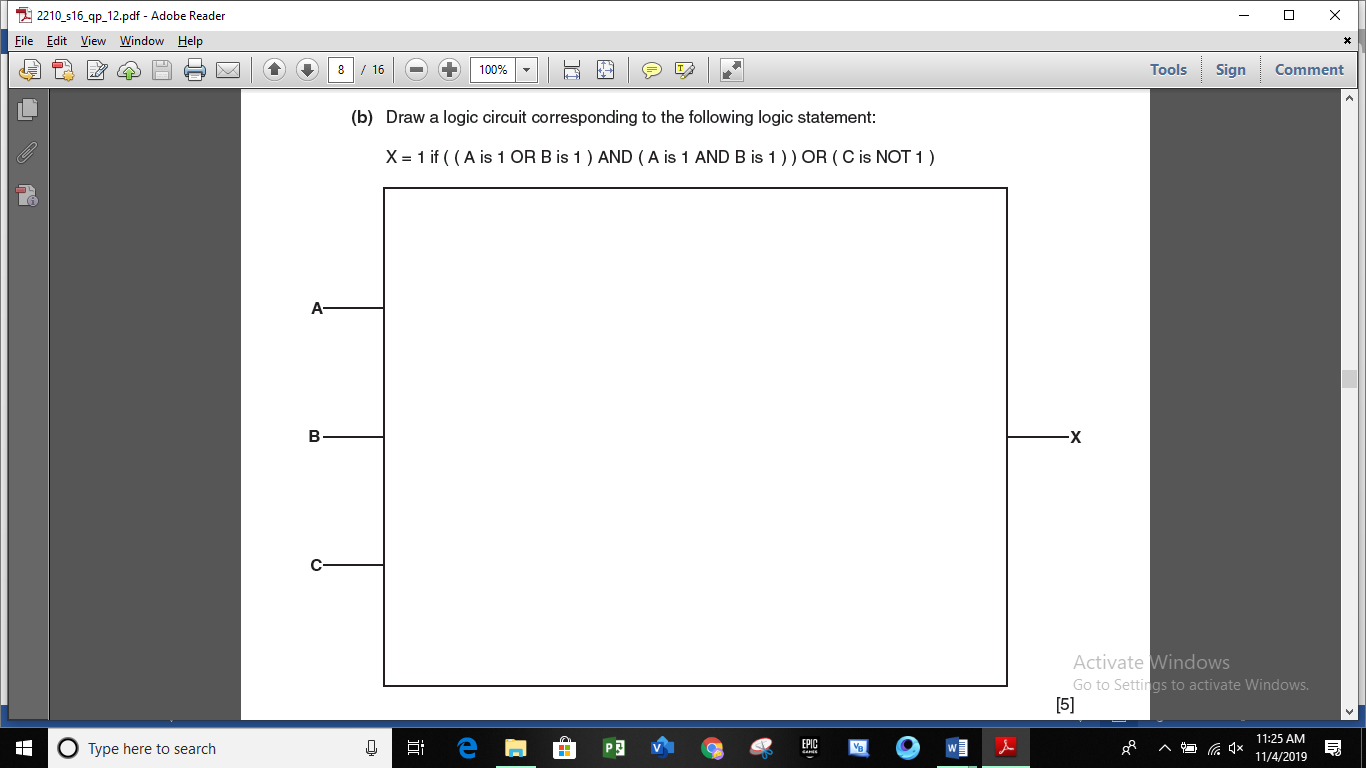 2210_s16_qp_12.pdf - Adobe Reader
File Edit View Window Help
8 / 16 100% Tools Sign Comment
(b) Draw a logic circuit corresponding to the following logic statement:
X = 1 if ( ( A is 1 OR B is 1 ) AND ( A is 1 AND B is 1 ) ) OR ( C is NOT 1 )
A
B
X
C
Activate Windows
Go to Settings to activate Windows.
[5]
Type here to search
EPIC GAMES
VB
11:25 AM
11/4/2019